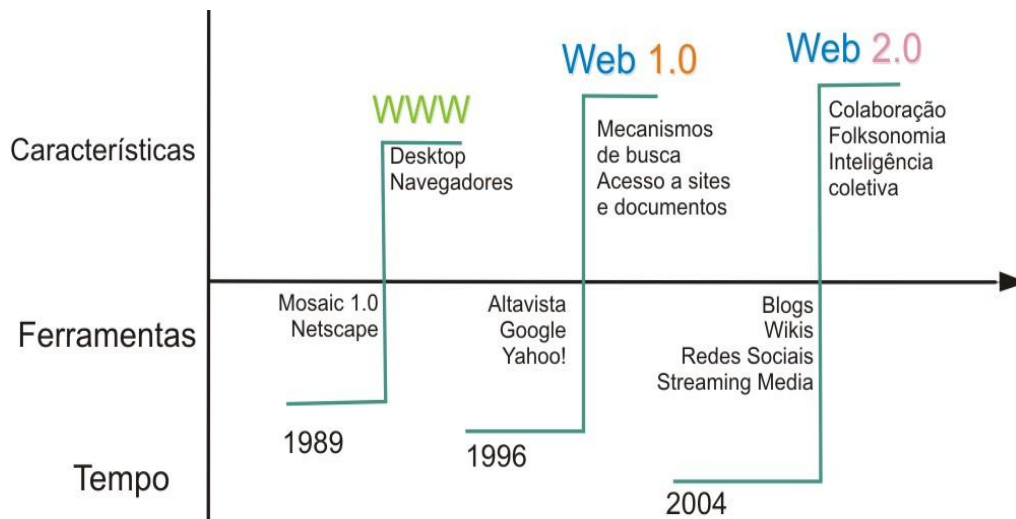 Web 1.0
Web 2.0
WWW
Características
Desktop
Navegadores
Mecanismos
de busca
Acesso a sites
e documentos
Colaboração
Folksonomia
Inteligência
coletiva
Ferramentas
Mosaic 1.0
Netscape
Altavista
Google
Yahoo!
Blogs
Wikis
Redes Sociais
Streaming Media
Tempo
1989
1996
2004